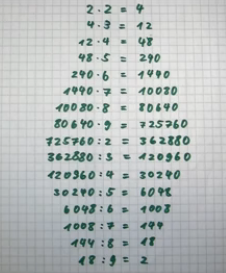 2 · 2 = 4
4 · 3 = 12
12 · 4 = 48
48 · 5 = 240
240 · 6 = 1440
1440 · 7 = 10080
10080 · 8 = 80640
80640 · 9 = 725760
725760 : 2 = 362880
362880 : 3 = 120960
120960 : 4 = 30240
30240 : 5 = 6048
6048 : 6 = 1008
1008 : 7 = 144
144 : 8 = 18
18 : 9 = 2